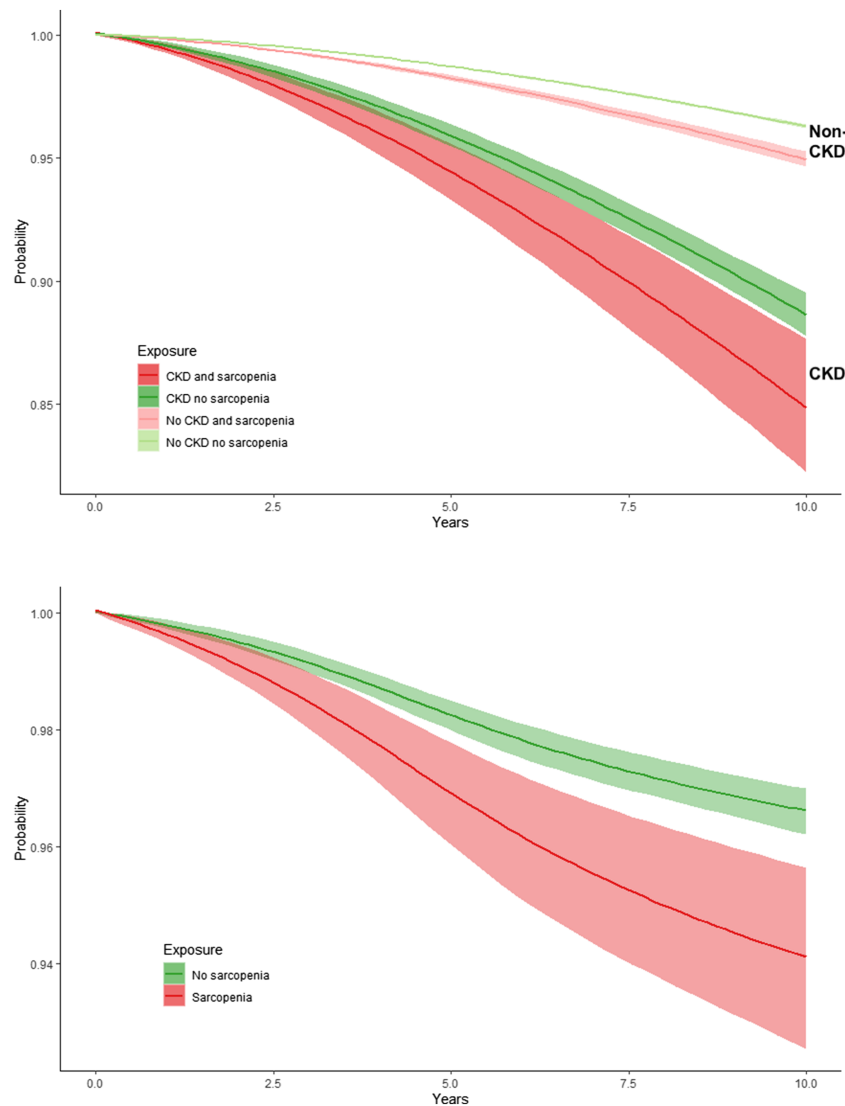 1.00
0.95
0.90
0.85
Probability
Non-
CKD
CKD
Exposure
CKD and sarcopenia
CKD no sarcopenia
No CKD and sarcopenia
No CKD no sarcopenia
0.0 2.5 5.0 7.5 10.0
Years
1.00
0.98
0.96
0.94
Probability
Exposure
No sarcopenia
Sarcopenia
0.0 2.5 5.0 7.5 10.0
Years